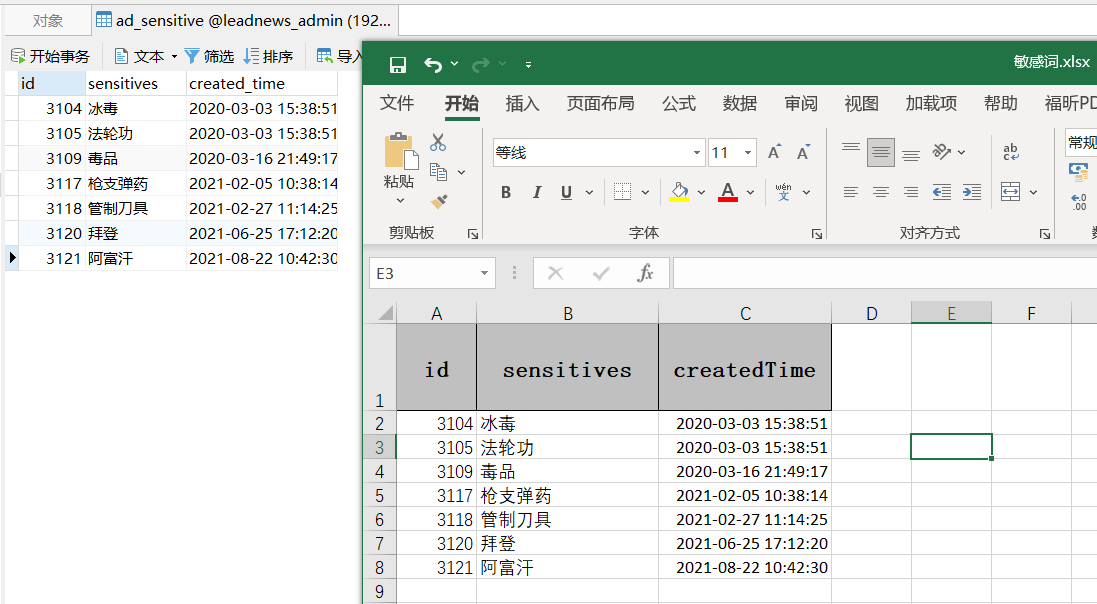 对象
ad_sensitive @leadnews_admin (192...
开始事务 文本 筛选 排序 导入
id sensitives created_time
3104 冰毒 2020-03-03 15:38:51
3105 法轮功 2020-03-03 15:38:51
3109 毒品 2020-03-16 21:49:17
3117 枪支弹药 2021-02-05 10:38:14
3118 管制刀具 2021-02-27 11:14:25
3120 拜登 2021-06-25 17:12:20
3121 阿富汗 2021-08-22 10:42:30
敏感词.xlsx
文件 开始 插入 页面布局 公式 数据 审阅 视图 加载项 帮助 福昕PD
粘贴
等线 11 A A ab 常规
B I U A wén 文 .00
剪贴板 字体 对齐方式
E3 fx
A B C D E F
1 id sensitives createdTime
2 3104 冰毒 2020-03-03 15:38:51
3 3105 法轮功 2020-03-03 15:38:51
4 3109 毒品 2020-03-16 21:49:17
5 3117 枪支弹药 2021-02-05 10:38:14
6 3118 管制刀具 2021-02-27 11:14:25
7 3120 拜登 2021-06-25 17:12:20
8 3121 阿富汗 2021-08-22 10:42:30
9